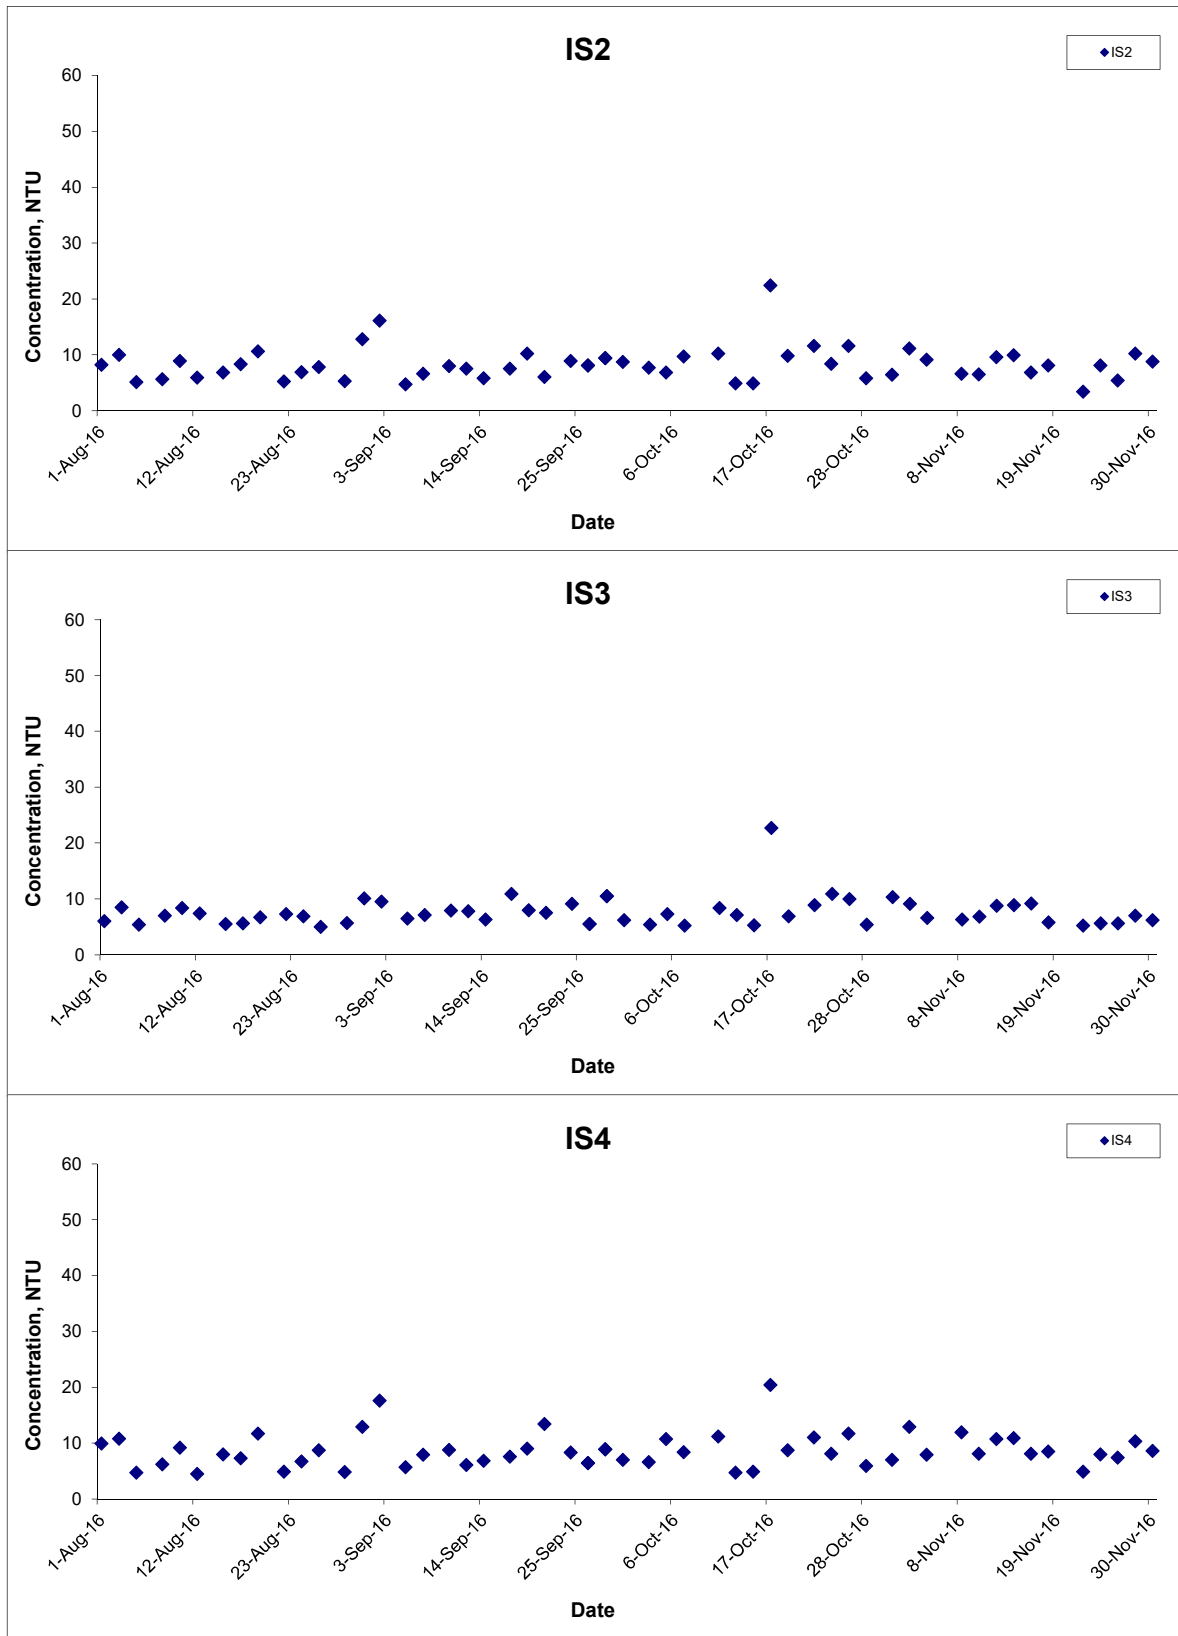 IS2
IS2
60
50
40
30
20
10
0
Concentration, NTU
1-Aug-16
12-Aug-16
23-Aug-16
3-Sep-16
14-Sep-16
25-Sep-16
6-Oct-16
17-Oct-16
28-Oct-16
8-Nov-16
19-Nov-16
30-Nov-16
Date
IS3
IS3
60
50
40
30
20
10
0
Concentration, NTU
1-Aug-16
12-Aug-16
23-Aug-16
3-Sep-16
14-Sep-16
25-Sep-16
6-Oct-16
17-Oct-16
28-Oct-16
8-Nov-16
19-Nov-16
30-Nov-16
Date
IS4
IS4
60
50
40
30
20
10
0
Concentration, NTU
1-Aug-16
12-Aug-16
23-Aug-16
3-Sep-16
14-Sep-16
25-Sep-16
6-Oct-16
17-Oct-16
28-Oct-16
8-Nov-16
19-Nov-16
30-Nov-16
Date